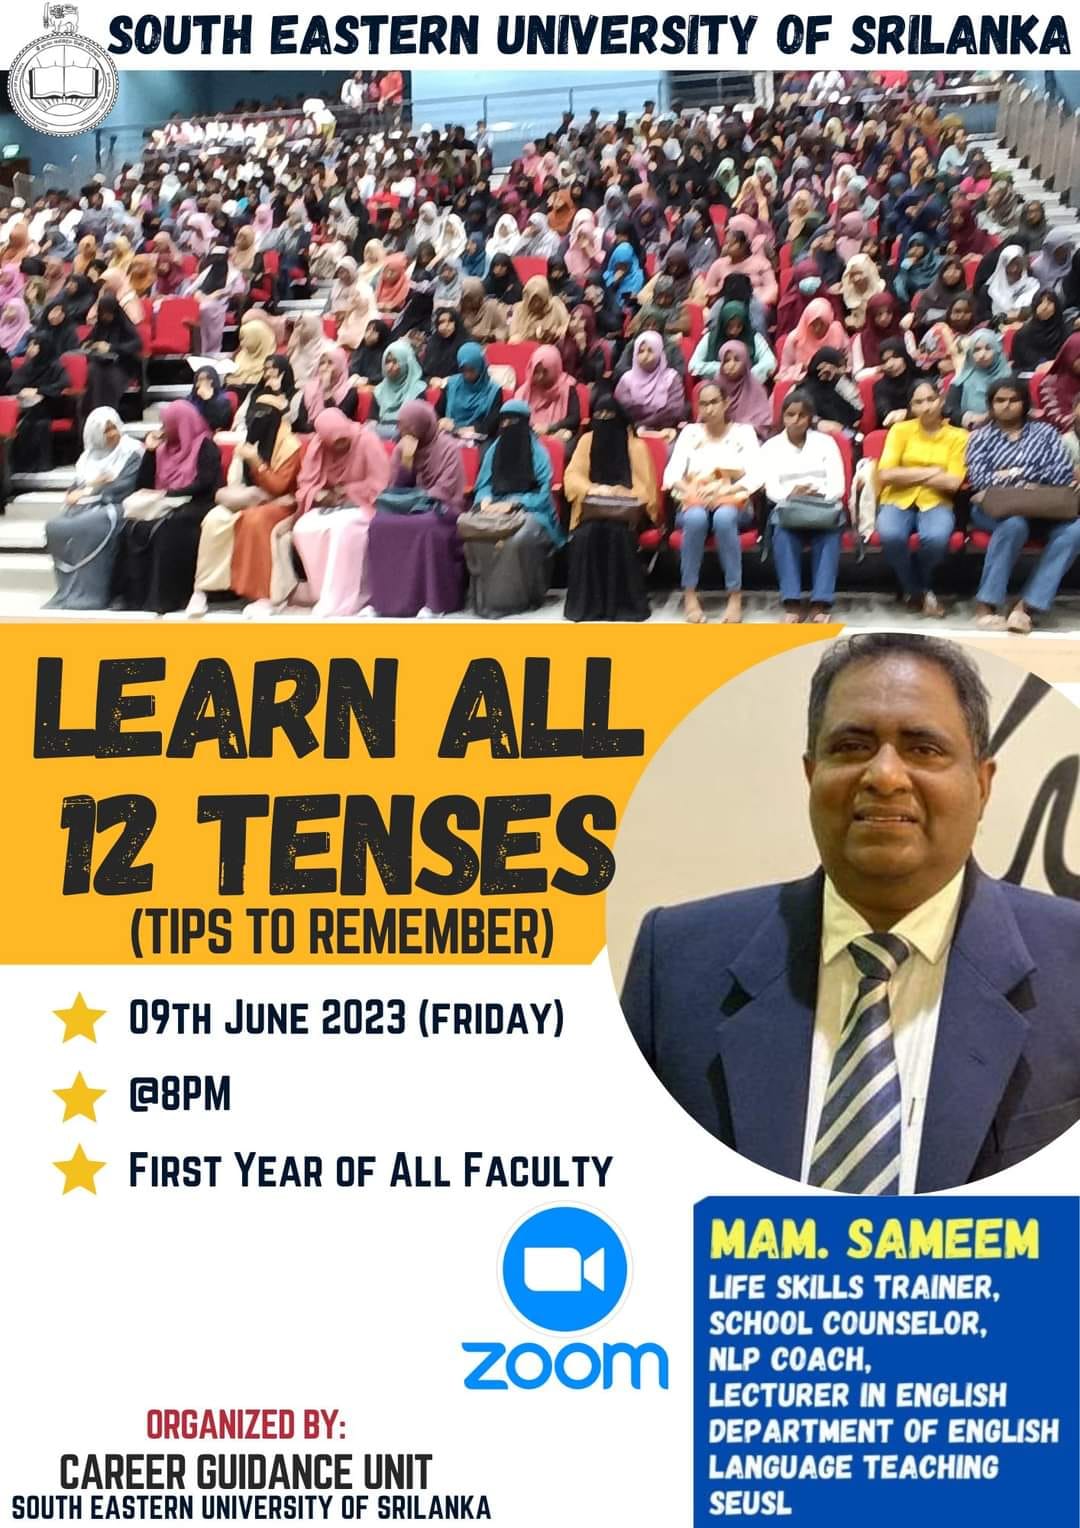 SOUTH EASTERN UNIVERSITY OF SRILANKA
LEARN ALL
12 TENSES
(TIPS TO REMEMBER)
09TH JUNE 2023 (FRIDAY)
@8PM
FIRST YEAR OF ALL FACULTY
zoom
MAM. SAMEEM
LIFE SKILLS TRAINER,
SCHOOL COUNSELOR,
NLP COACH,
LECTURER IN ENGLISH
DEPARTMENT OF ENGLISH
LANGUAGE TEACHING
SEUSL
ORGANIZED BY:
CAREER GUIDANCE UNIT
SOUTH EASTERN UNIVERSITY OF SRILANKA